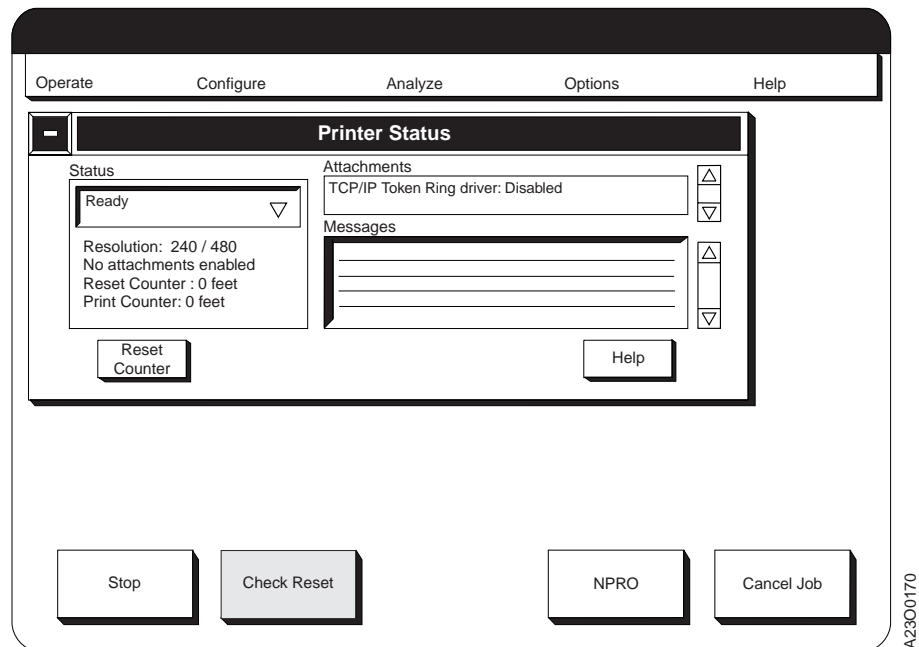 Operate Configure Analyze Options Help
Printer Status
Status
Ready
Resolution: 240 / 480
No attachments enabled
Reset Counter : 0 feet
Print Counter: 0 feet
Reset
Counter
Attachments
TCP/IP Token Ring driver: Disabled
Messages
Help
Stop
Check Reset
NPRO
Cancel Job
A23O0170